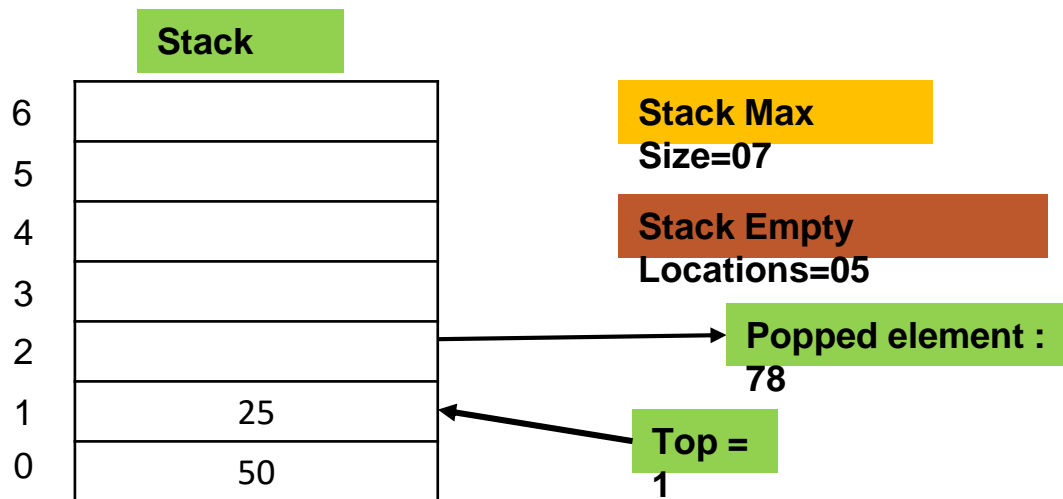 Stack
6
Stack Max
Size=07
5
4
Stack Empty
Locations=05
3
2
Popped element :
78
1
25
Top =
1
0
50